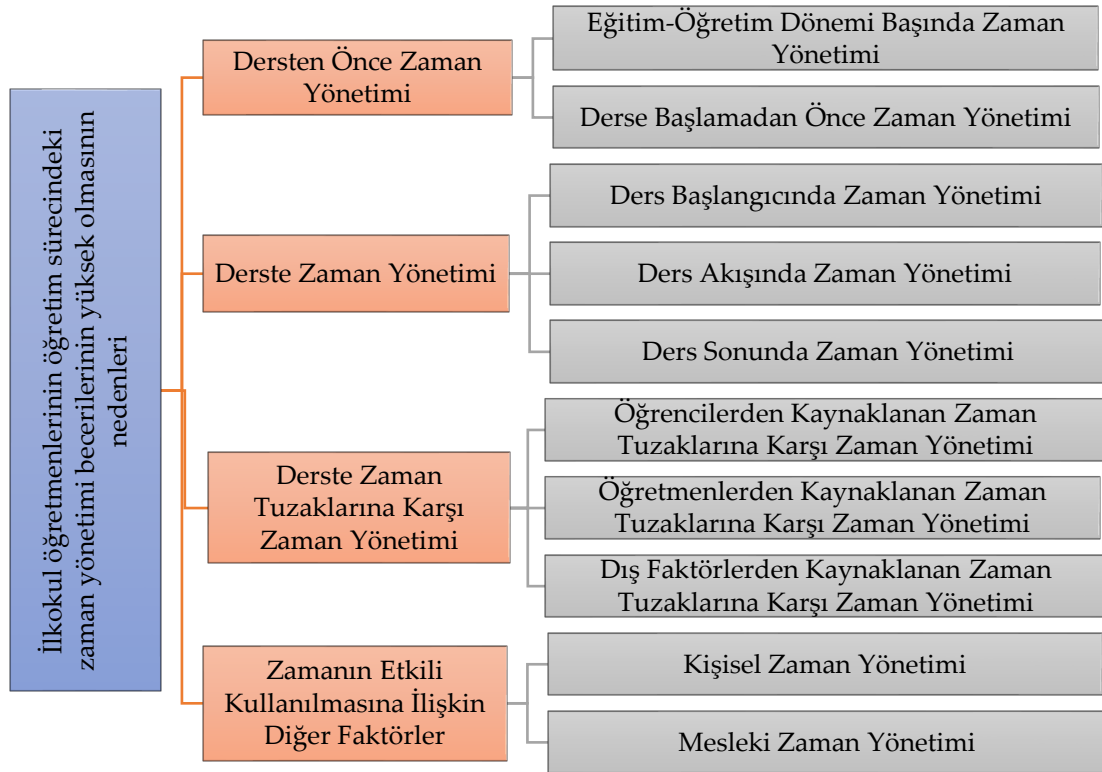 İlkokul öğretmenlerinin öğretim sürecindeki
zaman yönetimi becerilerinin yüksek olmasının
nedenleri
Dersten Önce Zaman
Yönetimi
Eğitim-Öğretim Dönemi Başında Zaman
Yönetimi
Derse Başlamadan Önce Zaman Yönetimi
Derste Zaman Yönetimi
Ders Başlangıcında Zaman Yönetimi
Ders Akışında Zaman Yönetimi
Ders Sonunda Zaman Yönetimi
Derste Zaman
Tuzaklarına Karşı
Zaman Yönetimi
Öğrencilerden Kaynaklanan Zaman
Tuzaklarına Karşı Zaman Yönetimi
Öğretmenlerden Kaynaklanan Zaman
Tuzaklarına Karşı Zaman Yönetimi
Dış Faktörlerden Kaynaklanan Zaman
Tuzaklarına Karşı Zaman Yönetimi
Zamanın Etkili
Kullanılmasına İlişkin
Diğer Faktörler
Kişisel Zaman Yönetimi
Mesleki Zaman Yönetimi